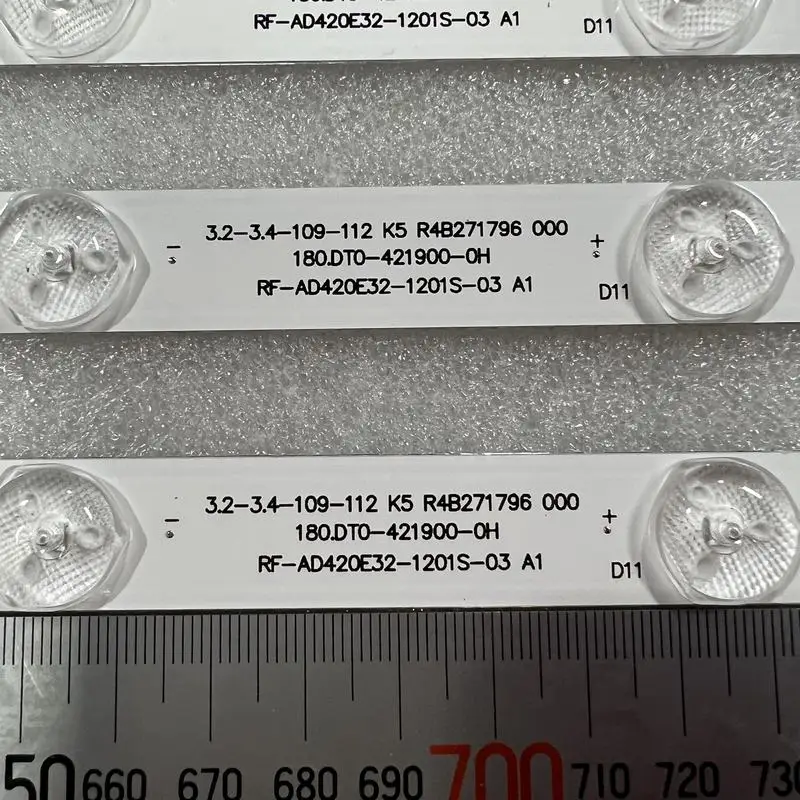 RF-AD420E32-1201S-03 A1
D11
3.2-3.4-109-112 K5 R4B271796 000
180.DT0-421900-0H
RF-AD420E32-1201S-03 A1
- +
D11
3.2-3.4-109-112 K5 R4B271796 000
180.DT0-421900-0H
RF-AD420E32-1201S-03 A1
- +
D11
50 660 670 680 690 700 710 720 730